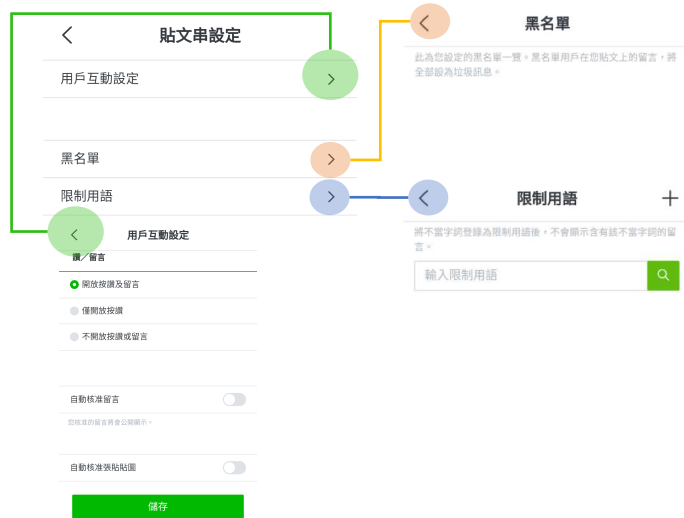 貼文串設定
用戶互動設定
黑名單
限制用語
用戶互動設定
讚／留言
開放按讚及留言
僅開放按讚
不開放按讚或留言
自動核准留言
您核准的留言將會公開顯示。
自動核准張貼貼圖
儲存
黑名單
此為您設定的黑名單一覽。黑名單用戶在您貼文上的留言，將
全部設為垃圾訊息。
限制用語
將不當字詞登錄為限制用語後，不會顯示含有該不當字詞的留
言。
輸入限制用語